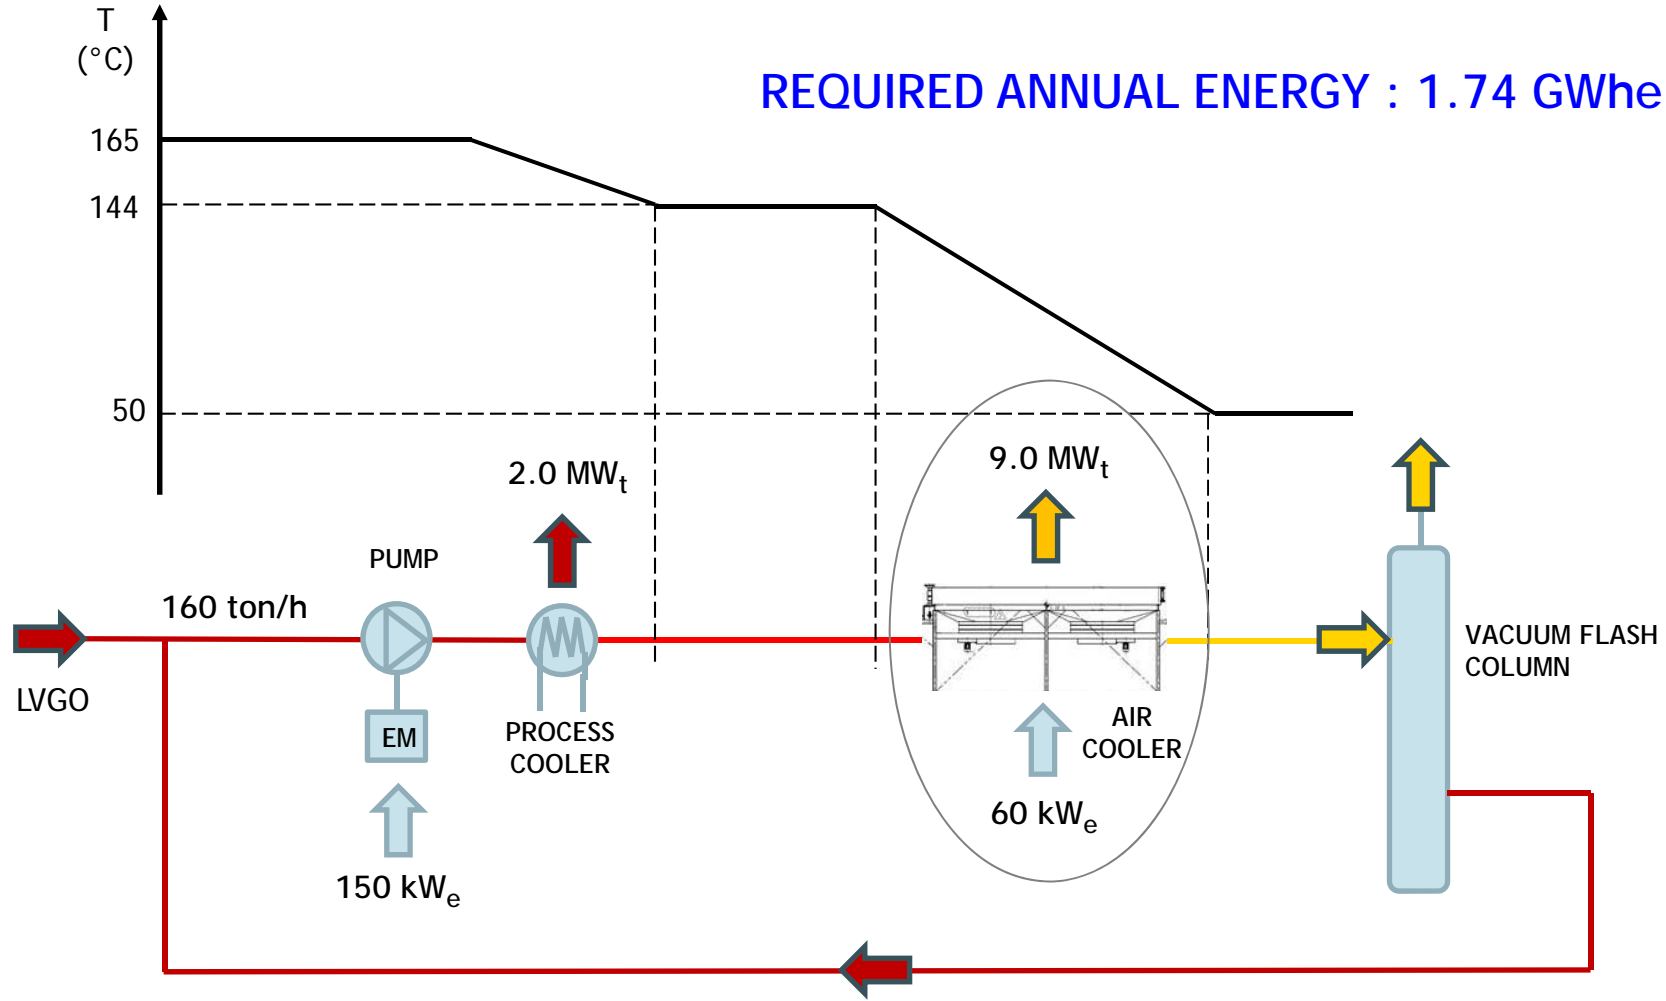 T
(°C)
REQUIRED ANNUAL ENERGY : 1.74 GWhe
165
144
50
9.0 MWt
2.0 MWt
PUMP
160 ton/h
LVGO
EM
PROCESS
COOLER
AIR
COOLER
VACUUM FLASH
COLUMN
60 kWe
150 kWe